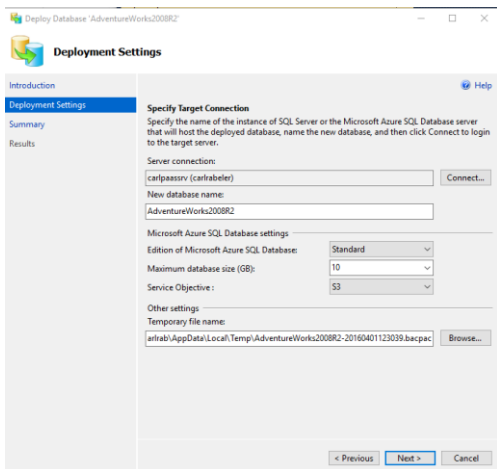 Deploy Database 'AdventureWorks2008R2'
Deployment Settings
Introduction
Deployment Settings
Summary
Results
Help
Specify Target Connection
Specify the name of the instance of SQL Server or the Microsoft Azure SQL Database server
that will host the deployed database, name the new database, and then click Connect to login
to the target server.
Server connection:
carlpaassrv (carlrabeler)
Connect...
New database name:
AdventureWorks2008R2
Microsoft Azure SQL Database settings
Edition of Microsoft Azure SQL Database:
Standard
Maximum database size (GB):
10
Service Objective :
S3
Other settings
Temporary file name:
arlrab\AppData\Local\Temp\AdventureWorks2008R2-20160401123039.bacpac
Browse...
< Previous
Next >
Cancel